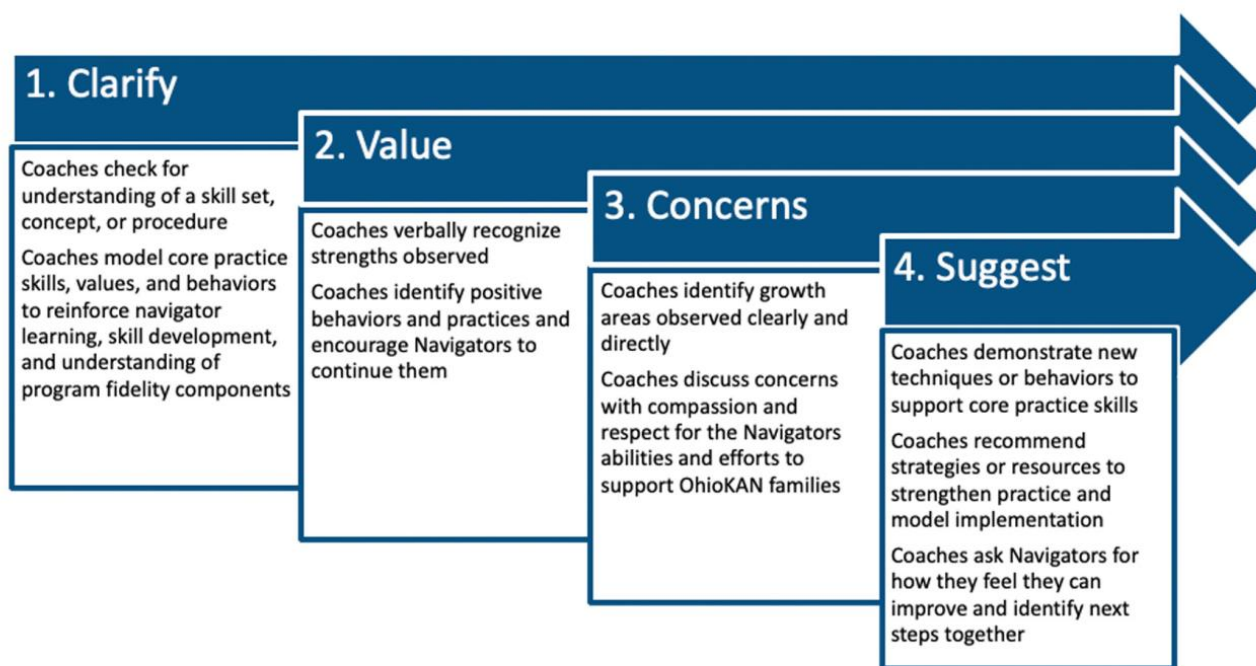 1. Clarify
Coaches check for
understanding of a skill set,
concept, or procedure
Coaches model core practice
skills, values, and behaviors
to reinforce navigator
learning, skill development,
and understanding of
program fidelity components
2. Value
Coaches verbally recognize
strengths observed
Coaches identify positive
behaviors and practices and
encourage Navigators to
continue them
3. Concerns
Coaches identify growth
areas observed clearly and
directly
Coaches discuss concerns
with compassion and
respect for the Navigators
abilities and efforts to
support OhioKAN families
4. Suggest
Coaches demonstrate new
techniques or behaviors to
support core practice skills
Coaches recommend
strategies or resources to
strengthen practice and
model implementation
Coaches ask Navigators for
how they feel they can
improve and identify next
steps together